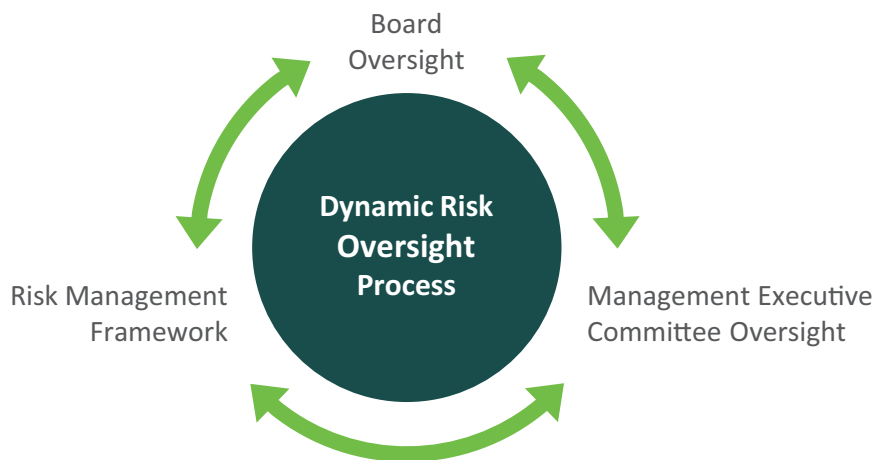 Board
Oversight
Dynamic Risk
Oversight
Process
Risk Management
Framework
Management Executive
Committee Oversight